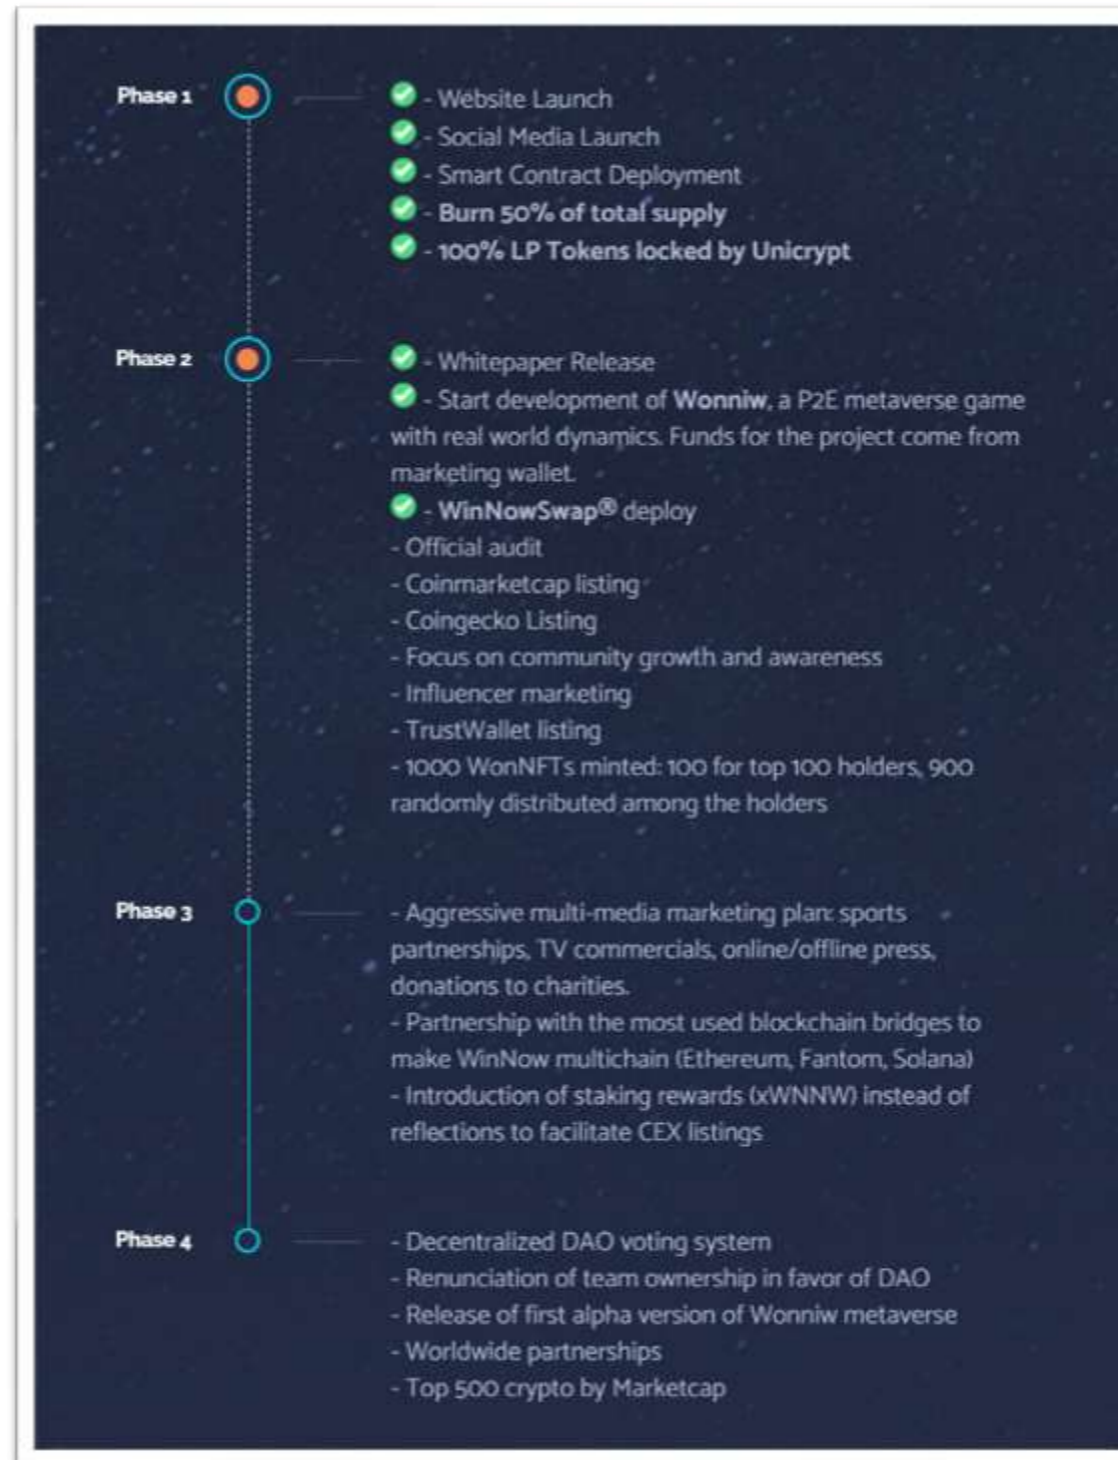 Phase 1
✅ - Website Launch
✅ - Social Media Launch
✅ - Smart Contract Deployment
✅ - Burn 50% of total supply
✅ - 100% LP Tokens locked by Unicrypt
Phase 2
✅ - Whitepaper Release
✅ - Start development of Wonniw, a P2E metaverse game
with real world dynamics. Funds for the project come from
marketing wallet.
✅ - WinNowSwap® deploy
- Official audit
- Coinmarketcap listing
- Coingecko Listing
- Focus on community growth and awareness
- Influencer marketing
- TrustWallet listing
- 1000 WonNFTs minted: 100 for top 100 holders, 900
randomly distributed among the holders
Phase 3
- Aggressive multi-media marketing plan: sports
partnerships, TV commercials, online/offline press,
donations to charities.
- Partnership with the most used blockchain bridges to
make WinNow multichain (Ethereum, Fantom, Solana)
- Introduction of staking rewards (xWNNW) instead of
reflections to facilitate CEX listings
Phase 4
- Decentralized DAO voting system
- Renunciation of team ownership in favor of DAO
- Release of first alpha version of Wonniw metaverse
- Worldwide partnerships
- Top 500 crypto by Marketcap